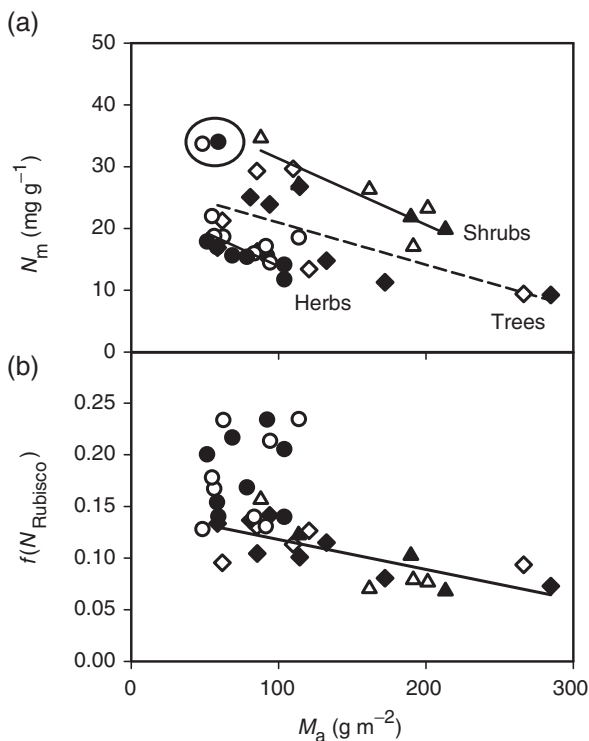 (a)
50
40
30
20
10
0
N_m (mg g⁻¹)
Shrubs
Herbs
Trees
(b)
0.25
0.20
0.15
0.10
0.05
0.00
f(N_Rubisco)
0 100 200 300
M_a (g m⁻²)